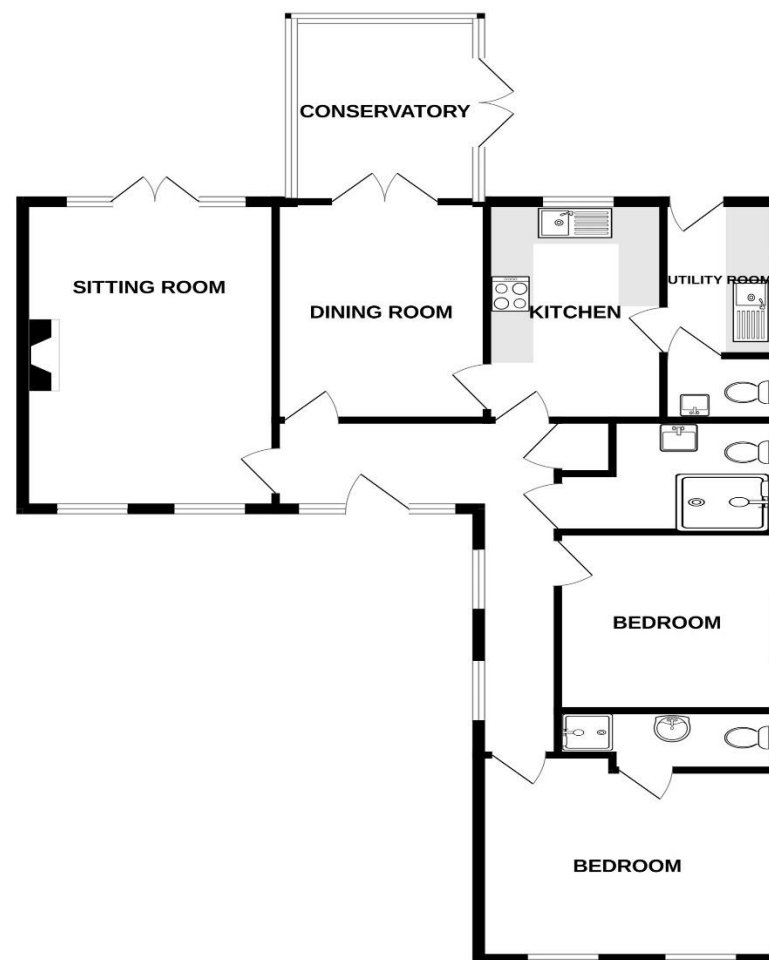 CONSERVATORY
SITTING ROOM
DINING ROOM
KITCHEN
UTILITY ROOM
BEDROOM
BEDROOM